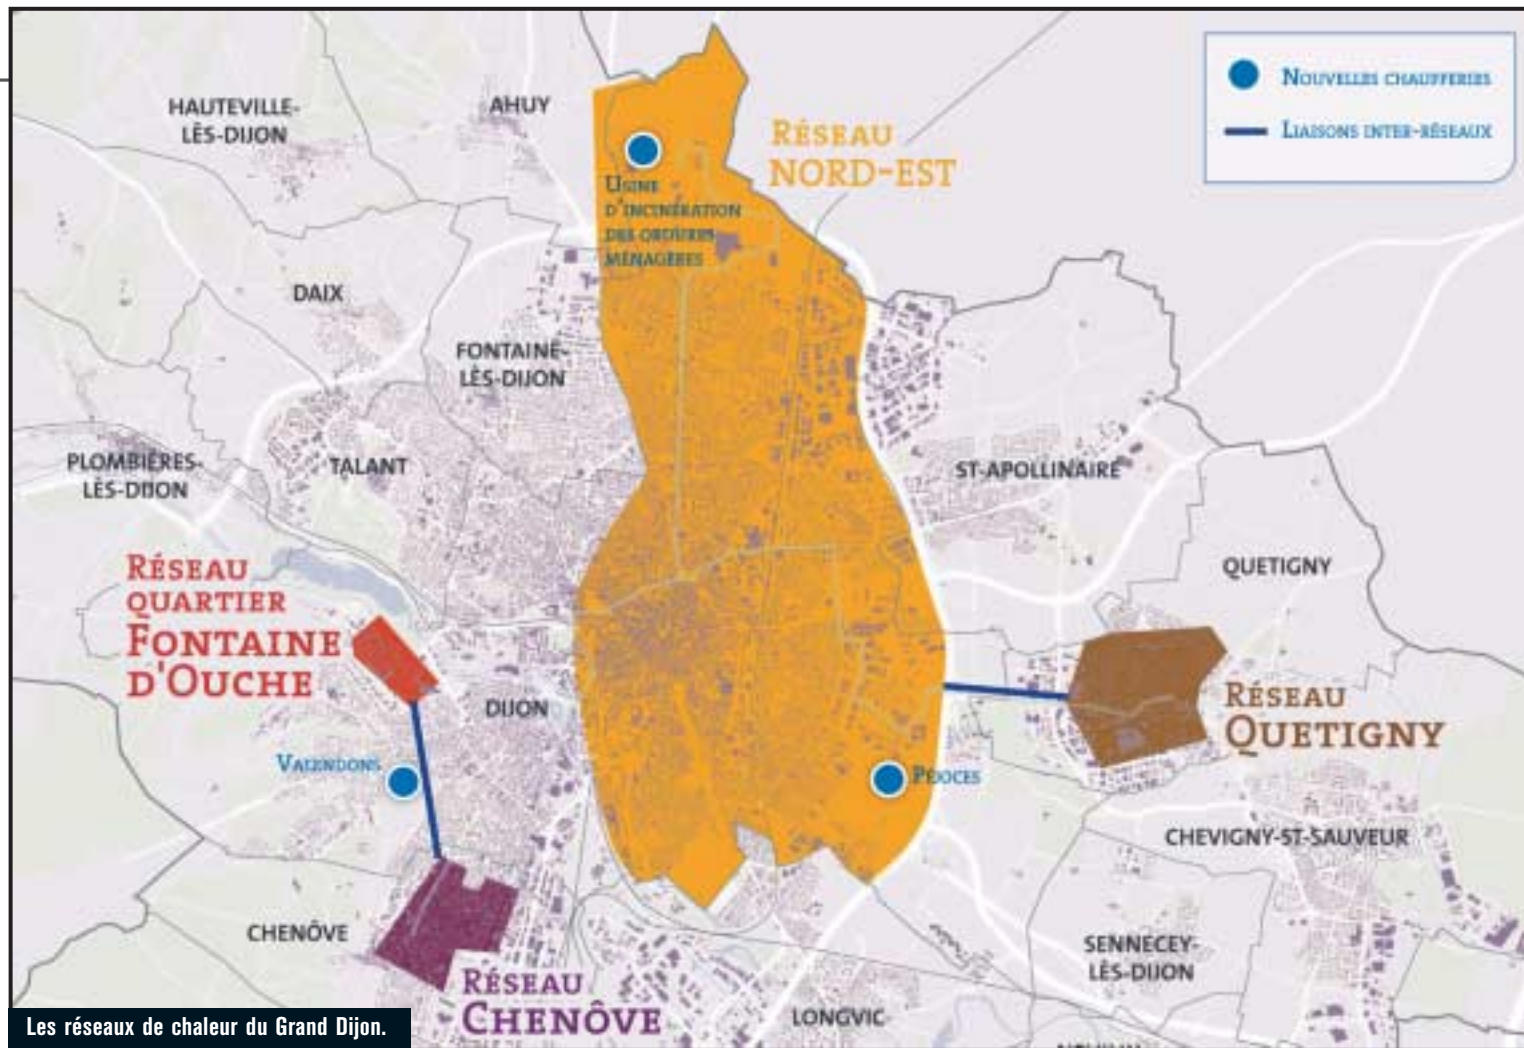 HAUTEVILLE-
LÈS-DIJON
AHUY
NOUVELLES CHAUFFERIES
LIAISONS INTER-RÉSEAUX
RÉSEAU
NORD-EST
USINE
D'INCINÉRATION
DES ORDURES
MÉNAGÈRES
DAIX
FONTAINE-
LÈS-DIJON
PLOMBIÈRES-
LÈS-DIJON
TALANT
ST-APOLLINAIRE
QUETIGNY
RÉSEAU
QUARTIER
FONTAINE
D'OUCHE
DIJON
RÉSEAU
QUETIGNY
VALENDONS
PÉJOCES
CHEVIGNY-ST-SAUVEUR
CHENÔVE
SENNECEY-
LÈS-DIJON
RÉSEAU
CHENÔVE
LONGVIC
Les réseaux de chaleur du Grand Dijon.